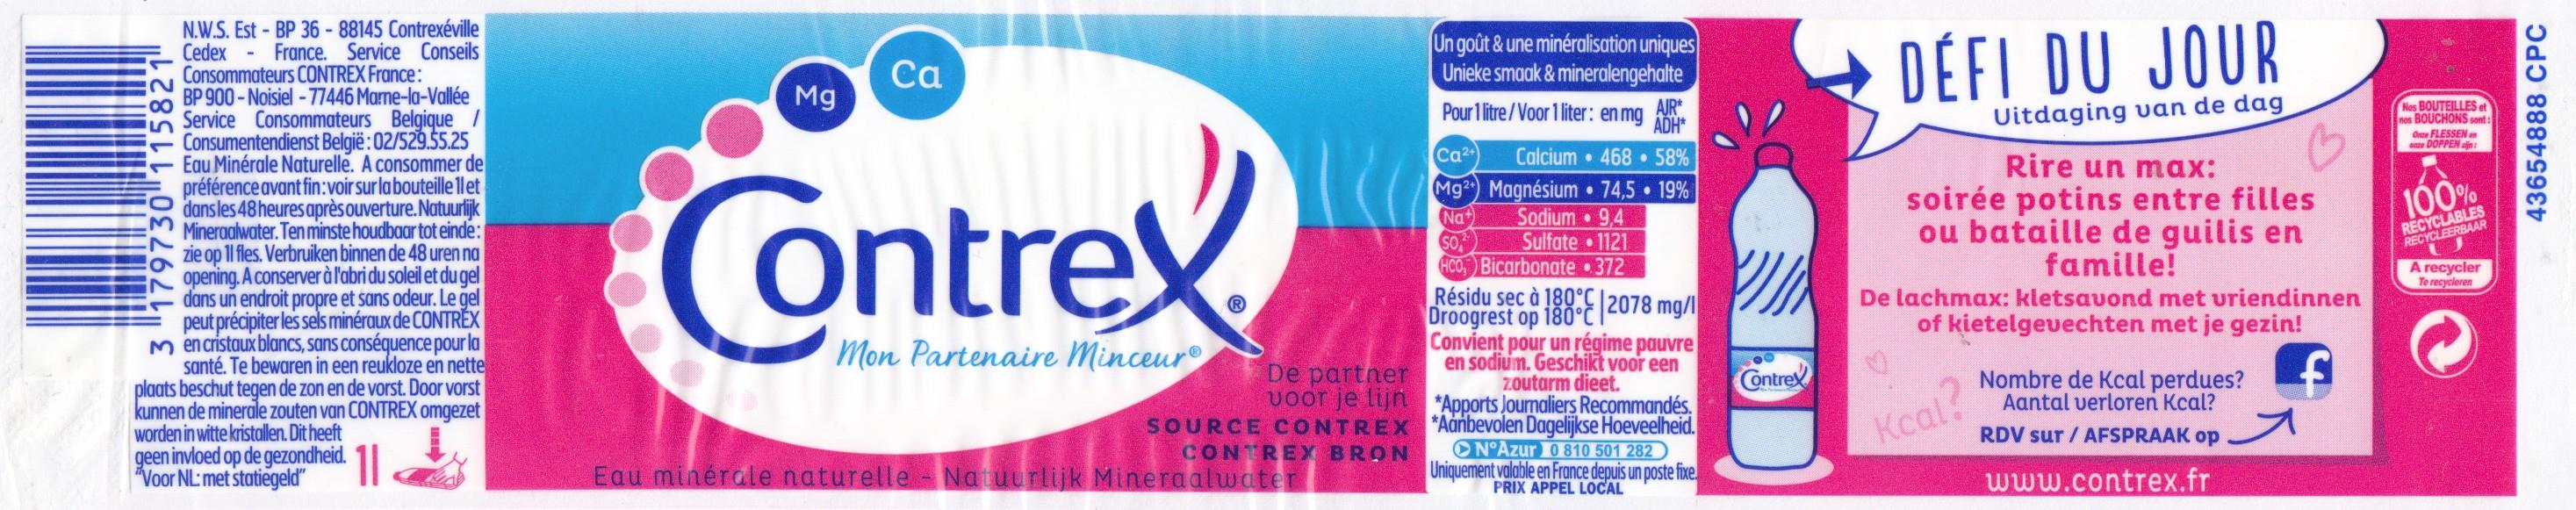 3 179730 115821
N.W.S. Est - BP 36 - 88145 Contrexéville
Cedex - France. Service Conseils
Consommateurs CONTREX France :
BP 900 - Noisiel - 77446 Marne-la-Vallée
Service Consommateurs Belgique /
Consumentendienst België : 02/529.55.25
Eau Minérale Naturelle. A consommer de
préférence avant fin : voir sur la bouteille 1l et
dans les 48 heures après ouverture. Natuurlijk
Mineraalwater. Ten minste houdbaar tot einde :
zie op 1l fles. Verbruiken binnen de 48 uren na
opening. A conserver à l'abri du soleil et du gel
dans un endroit propre et sans odeur. Le gel
peut précipiter les sels minéraux de CONTREX
en cristaux blancs, sans conséquence pour la
santé. Te bewaren in een reukloze en nette
plaats beschut tegen de zon en de vorst. Door vorst
kunnen de minerale zouten van CONTREX omgezet
worden in witte kristallen. Dit heeft
geen invloed op de gezondheid.
"Voor NL: met statiegeld"
1l
Mg
Ca
Contrex®
Mon Partenaire Minceur®
De partner
voor je lijn
SOURCE CONTREX
CONTREX BRON
Eau minérale naturelle - Natuurlijk Mineraalwater
Un goût & une minéralisation uniques
Unieke smaak & mineralengehalte
Pour 1 litre / Voor 1 liter : en mg AJR*
ADH*
Ca2+ Calcium • 468 • 58%
Mg2+ Magnésium • 74,5 • 19%
Na+ Sodium • 9,4
SO4 2- Sulfate • 1121
HCO3- Bicarbonate • 372
Résidu sec à 180°C
Droogrest op 180°C | 2078 mg/l
Convient pour un régime pauvre
en sodium. Geschikt voor een
zoutarm dieet.
*Apports Journaliers Recommandés.
*Aanbevolen Dagelijkse Hoeveelheid.
N°Azur 0 810 501 282
Uniquement valable en France depuis un poste fixe.
PRIX APPEL LOCAL
Contrex
DÉFI DU JOUR
Uitdaging van de dag
Rire un max:
soirée potins entre filles
ou bataille de guilis en
famille!
De lachmax: kletsavond met vriendinnen
of kietelgevechten met je gezin!
Kcal?
Nombre de Kcal perdues?
Aantal verloren Kcal?
RDV sur / AFSPRAAK op
f
www.contrex.fr
Nos BOUTEILLES et
nos BOUCHONS sont :
Onze FLESSEN en
onze DOPPEN zijn :
100%
RECYCLABLES
RECYCLEERBAAR
A recycler
Te recycleren
43654888 CPC